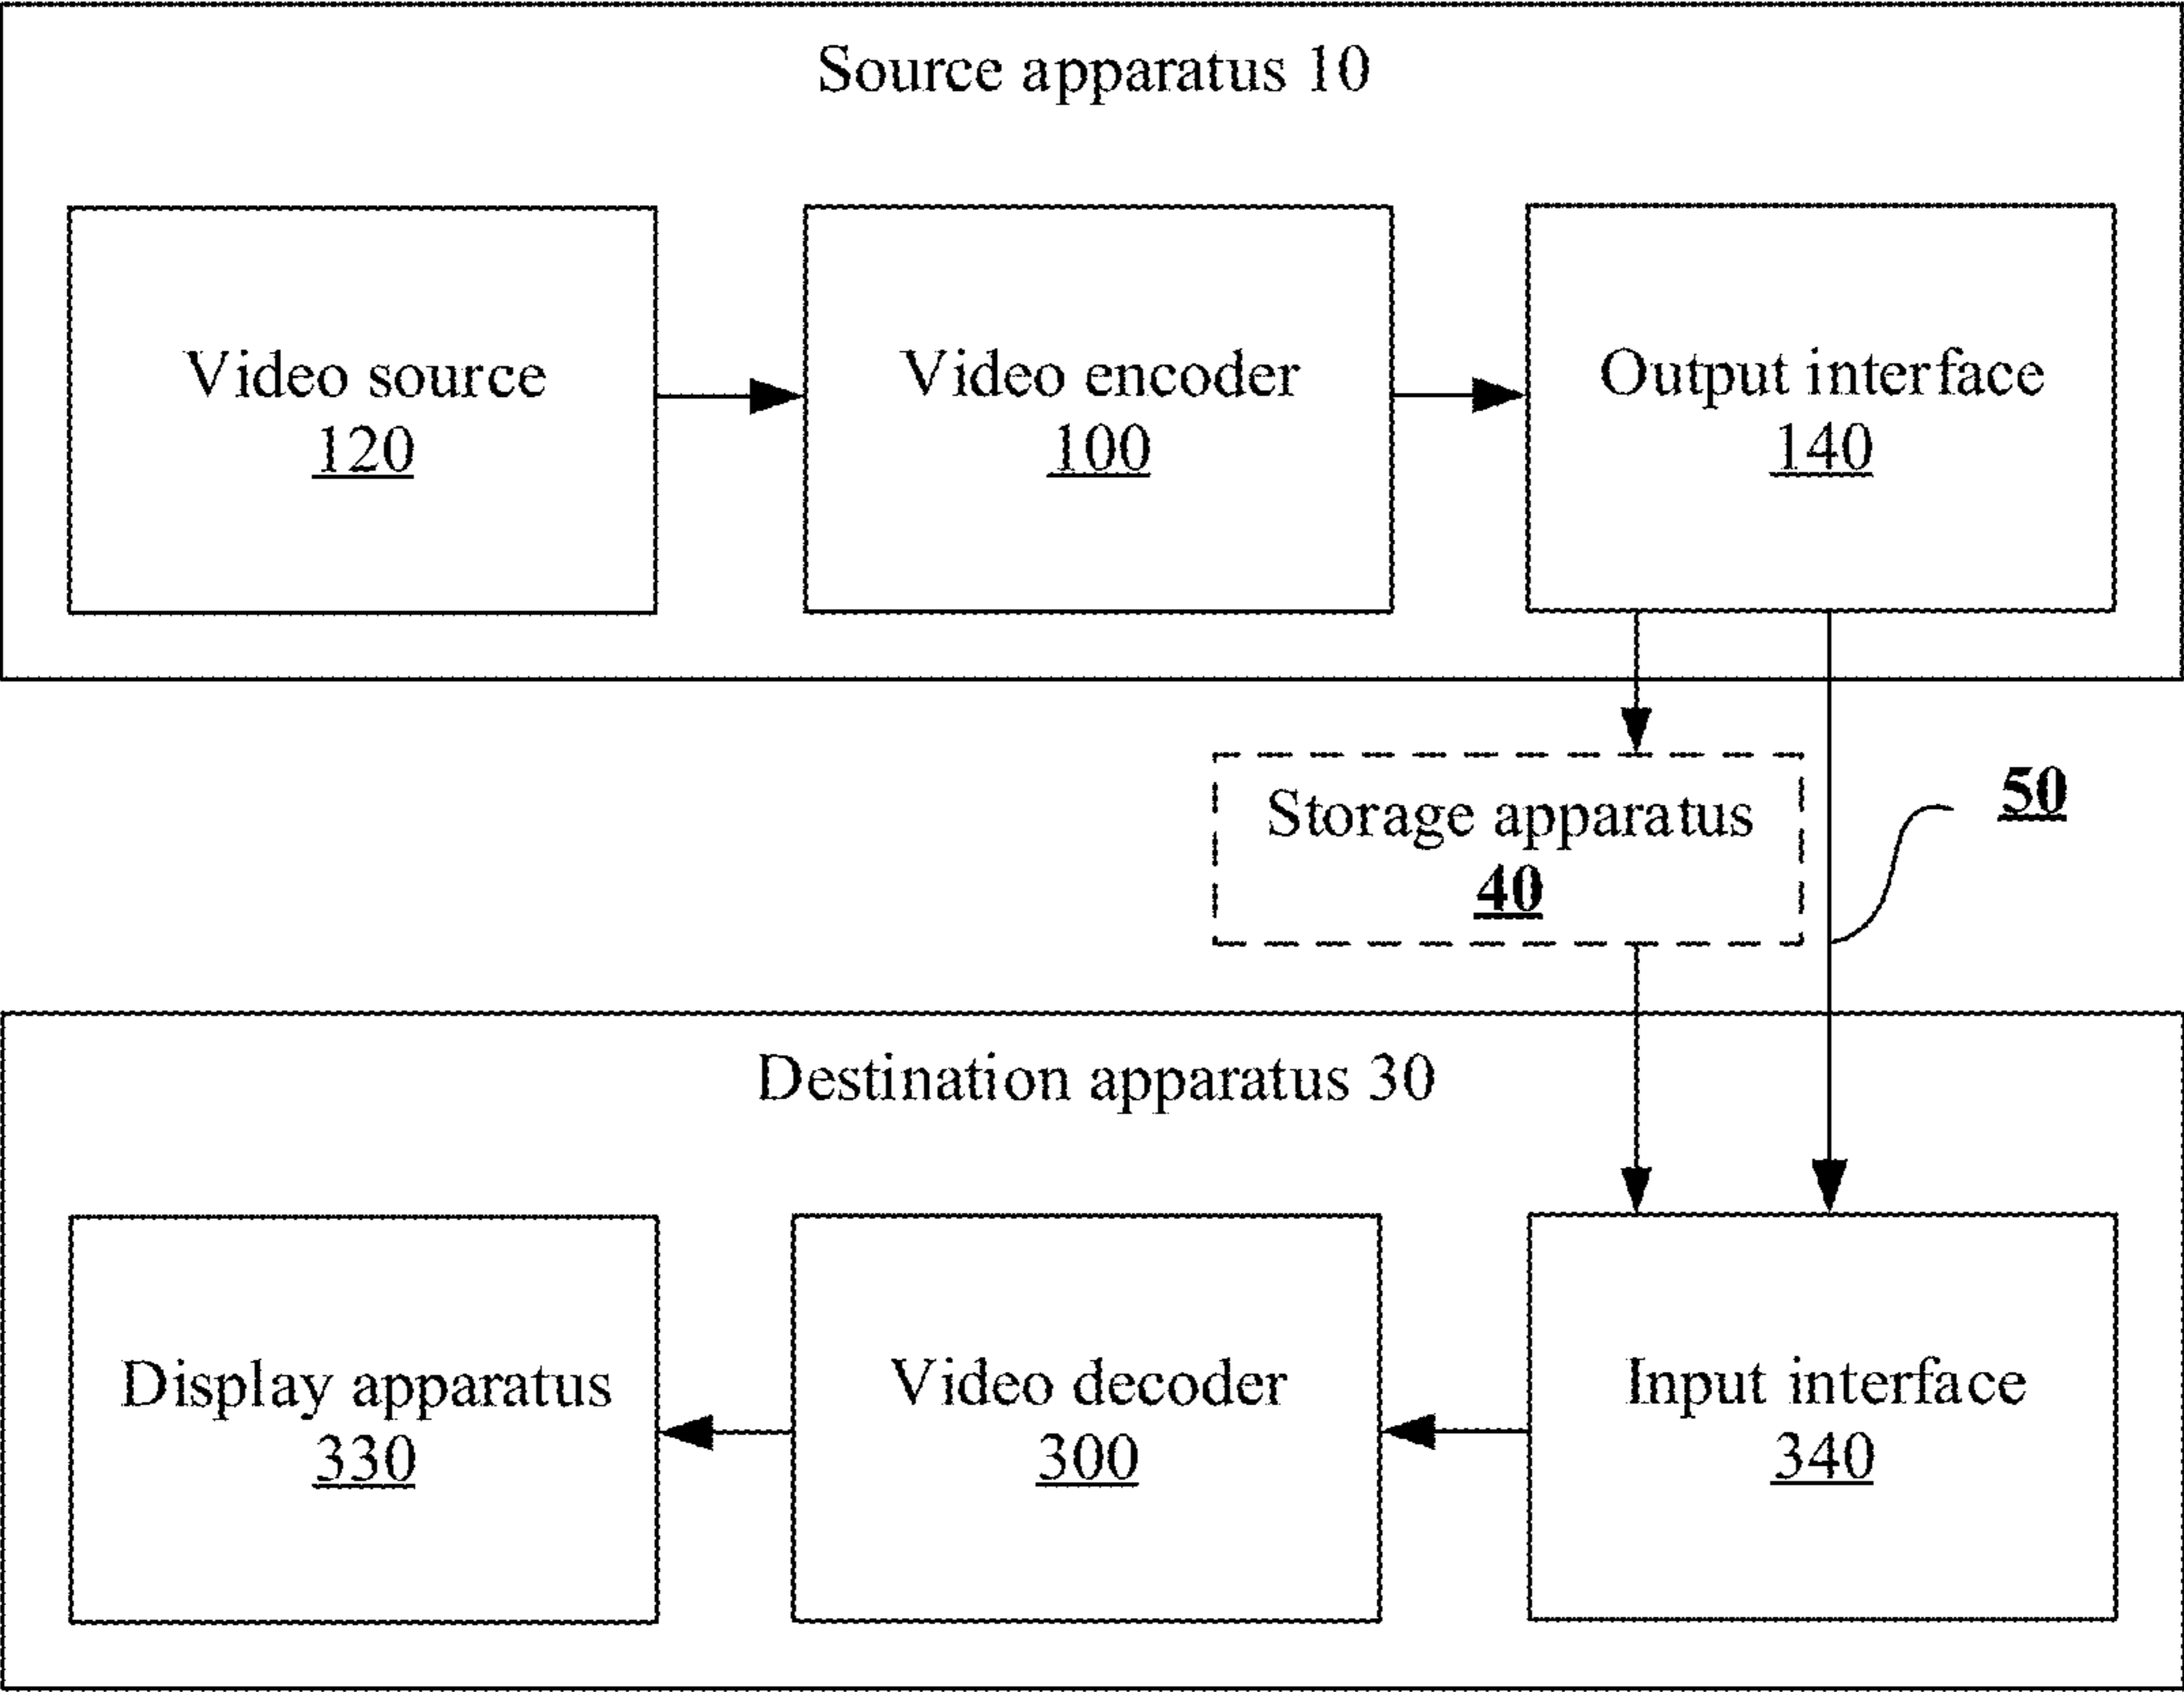 Source apparatus 10
Video source
120
Video encoder
100
Output interface
140
Storage apparatus
40
50
Destination apparatus 30
Display apparatus
330
Video decoder
300
Input interface
340